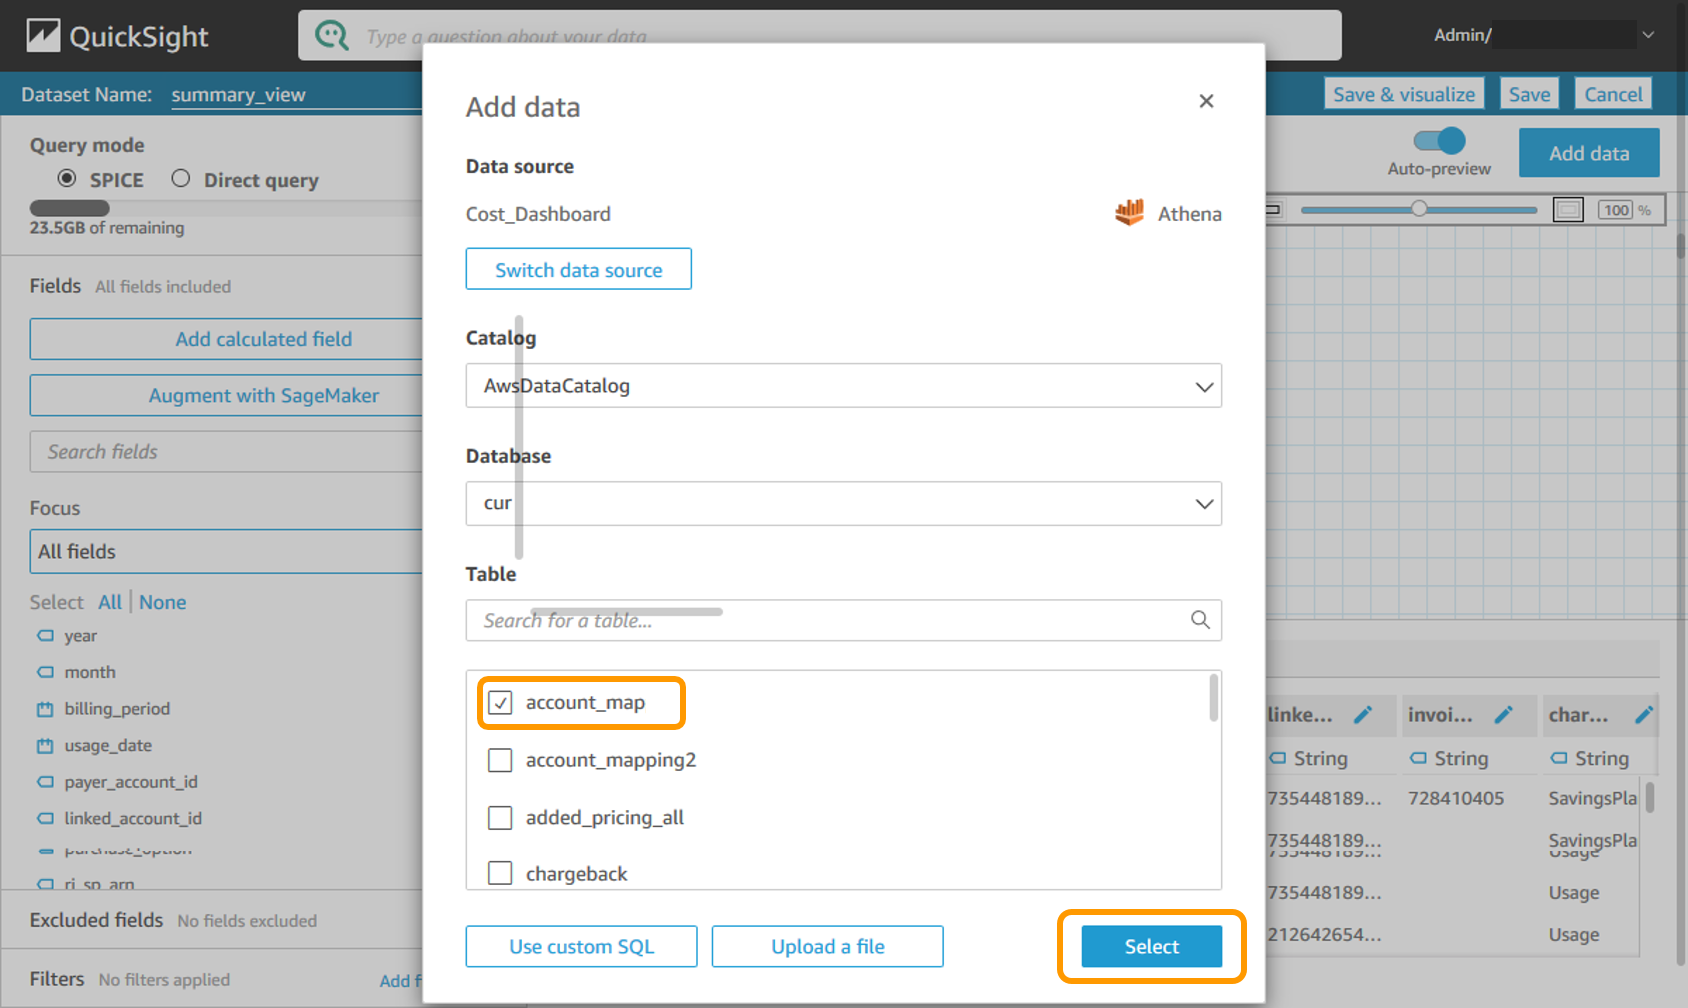 QuickSight
Type a question about your data
Admin/
Dataset Name: summary_view
Save & visualize
Save
Cancel
Query mode
SPICE
Direct query
23.5GB of remaining
Auto-preview
Add data
100 %
Fields All fields included
Add calculated field
Augment with SageMaker
Search fields
Focus
All fields
Select All | None
year
month
billing_period
usage_date
payer_account_id
linked_account_id
purchase_option
ri_sp_arn
Excluded fields No fields excluded
Filters No filters applied
Add f
Add data
Data source
Cost_Dashboard
Athena
Switch data source
Catalog
AwsDataCatalog
Database
cur
Table
Search for a table...
account_map
account_mapping2
added_pricing_all
chargeback
Use custom SQL
Upload a file
Select
linke... invoi... char...
String String String
735448189... 728410405 SavingsPla
735448189... SavingsPla
735448189... Usage
735448189... Usage
212642654... Usage